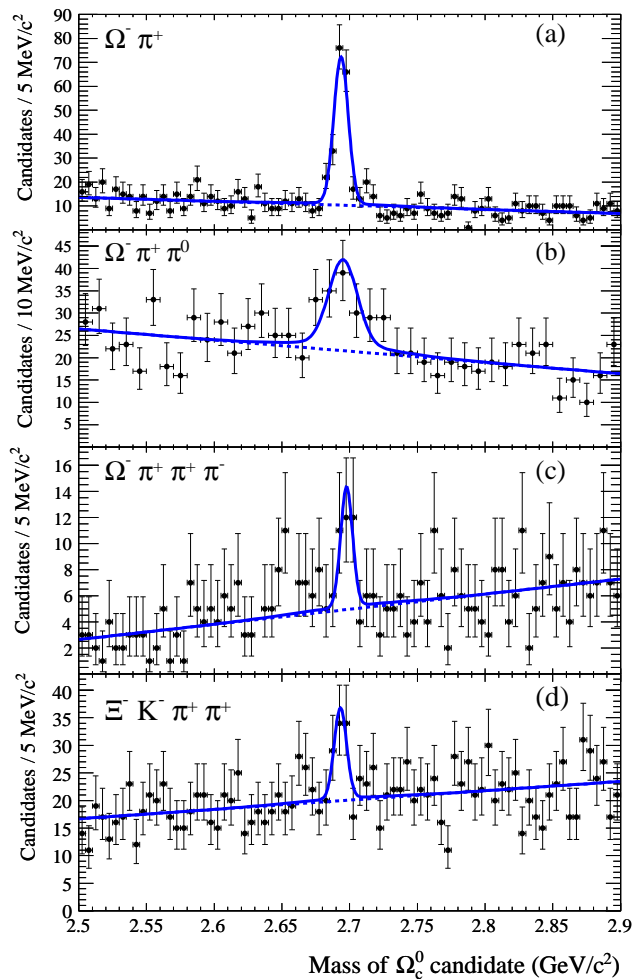 Ω⁻ π⁺
(a)
Candidates / 5 MeV/c²
90
80
70
60
50
40
30
20
10
Ω⁻ π⁺ π⁰
(b)
Candidates / 10 MeV/c²
45
40
35
30
25
20
15
10
5
Ω⁻ π⁺ π⁺ π⁻
(c)
Candidates / 5 MeV/c²
16
14
12
10
8
6
4
2
Ξ⁻ K⁻ π⁺ π⁺
(d)
Candidates / 5 MeV/c²
40
35
30
25
20
15
10
5
0
2.5 2.55 2.6 2.65 2.7 2.75 2.8 2.85 2.9
Mass of Ω_c⁰ candidate (GeV/c²)